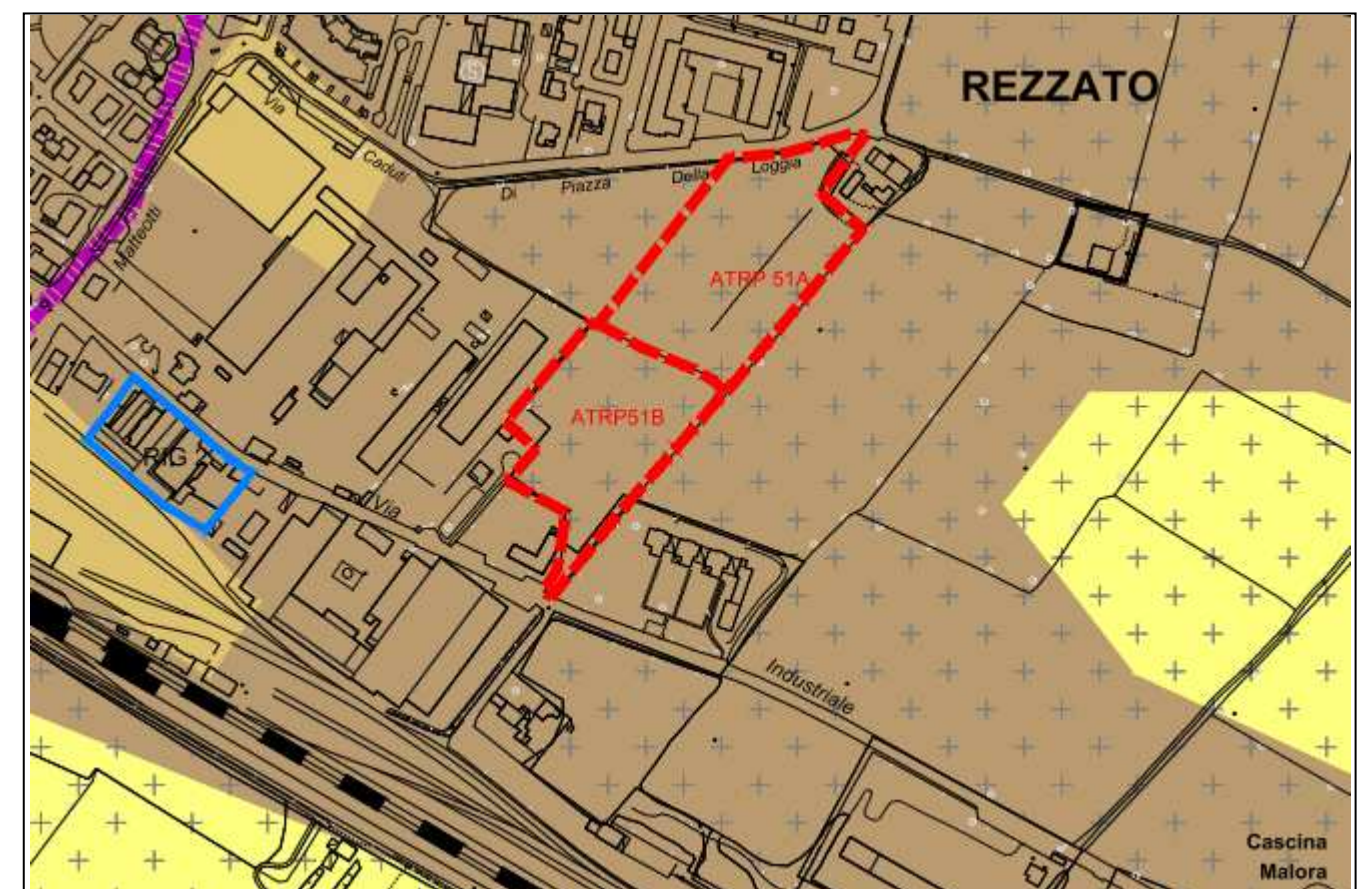 REZZATO
Via
Caduti
Di
Piazza
Della
Loggia
Matteotti
ATRP 51A
ATRP51B
RIG
Via
Industriale
Cascina
Malora